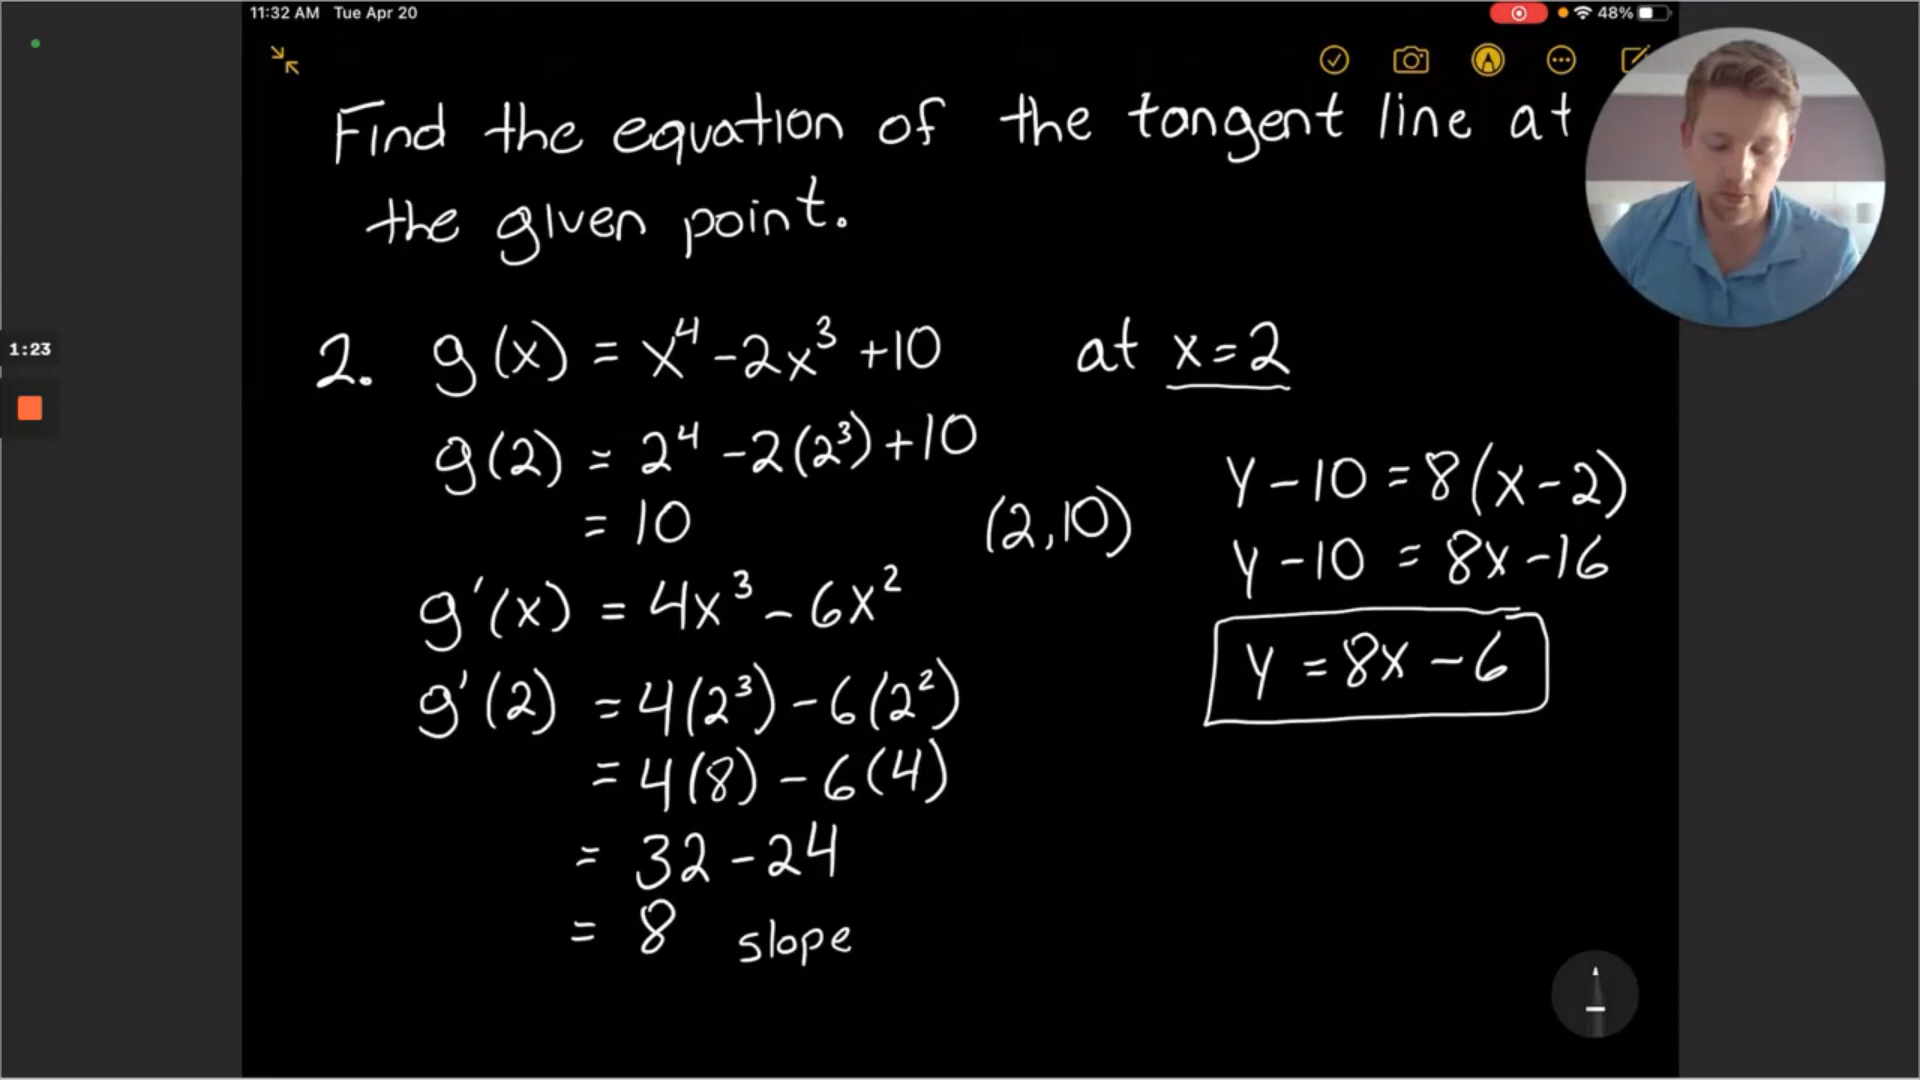 11:32 AM Tue Apr 20
48%
Find the equation of the tangent line at
the given point.
1:23
2. g(x) = x⁴ - 2x³ + 10 at x = 2
g(2) = 2⁴ - 2(2³) + 10
= 10 (2,10)
g'(x) = 4x³ - 6x²
g'(2) = 4(2³) - 6(2²)
= 4(8) - 6(4)
= 32 - 24
= 8 slope
y - 10 = 8(x - 2)
y - 10 = 8x - 16
y = 8x - 6